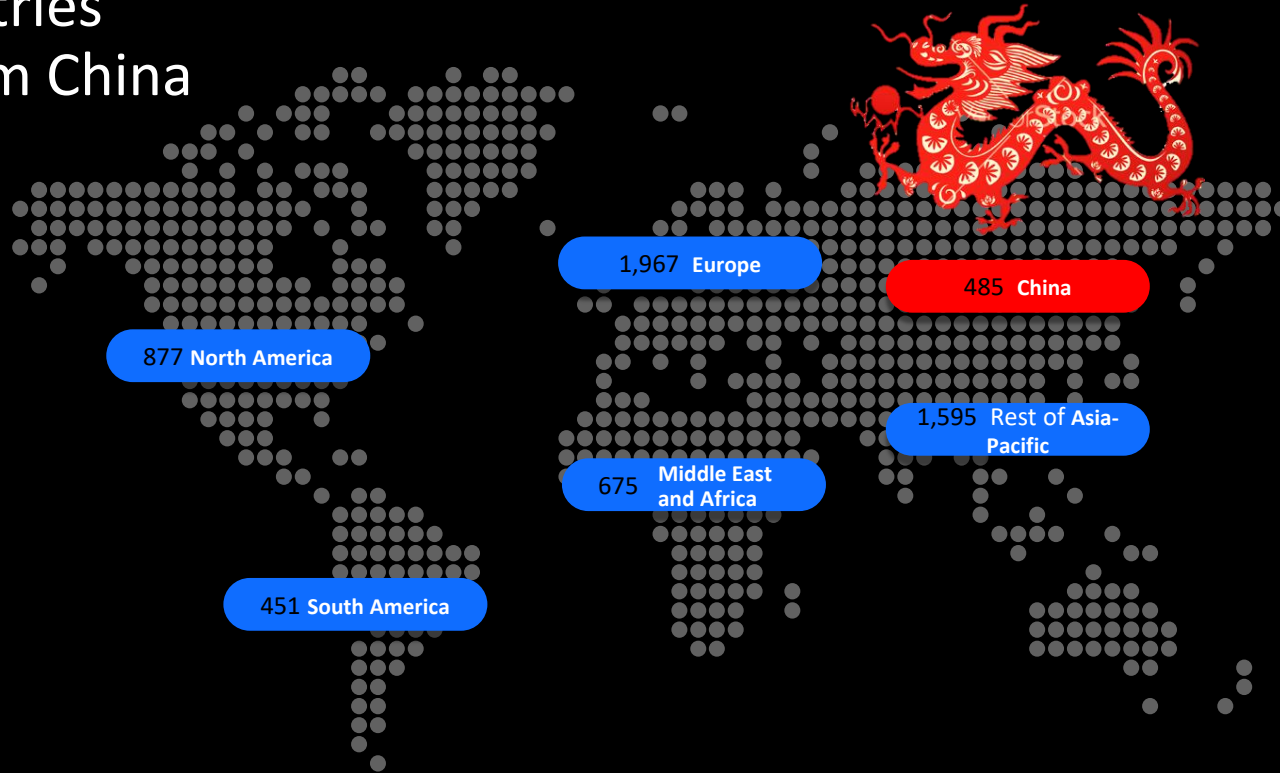 tries
m China
1,967 Europe
485 China
877 North America
1,595 Rest of Asia-
Pacific
675 Middle East
and Africa
451 South America